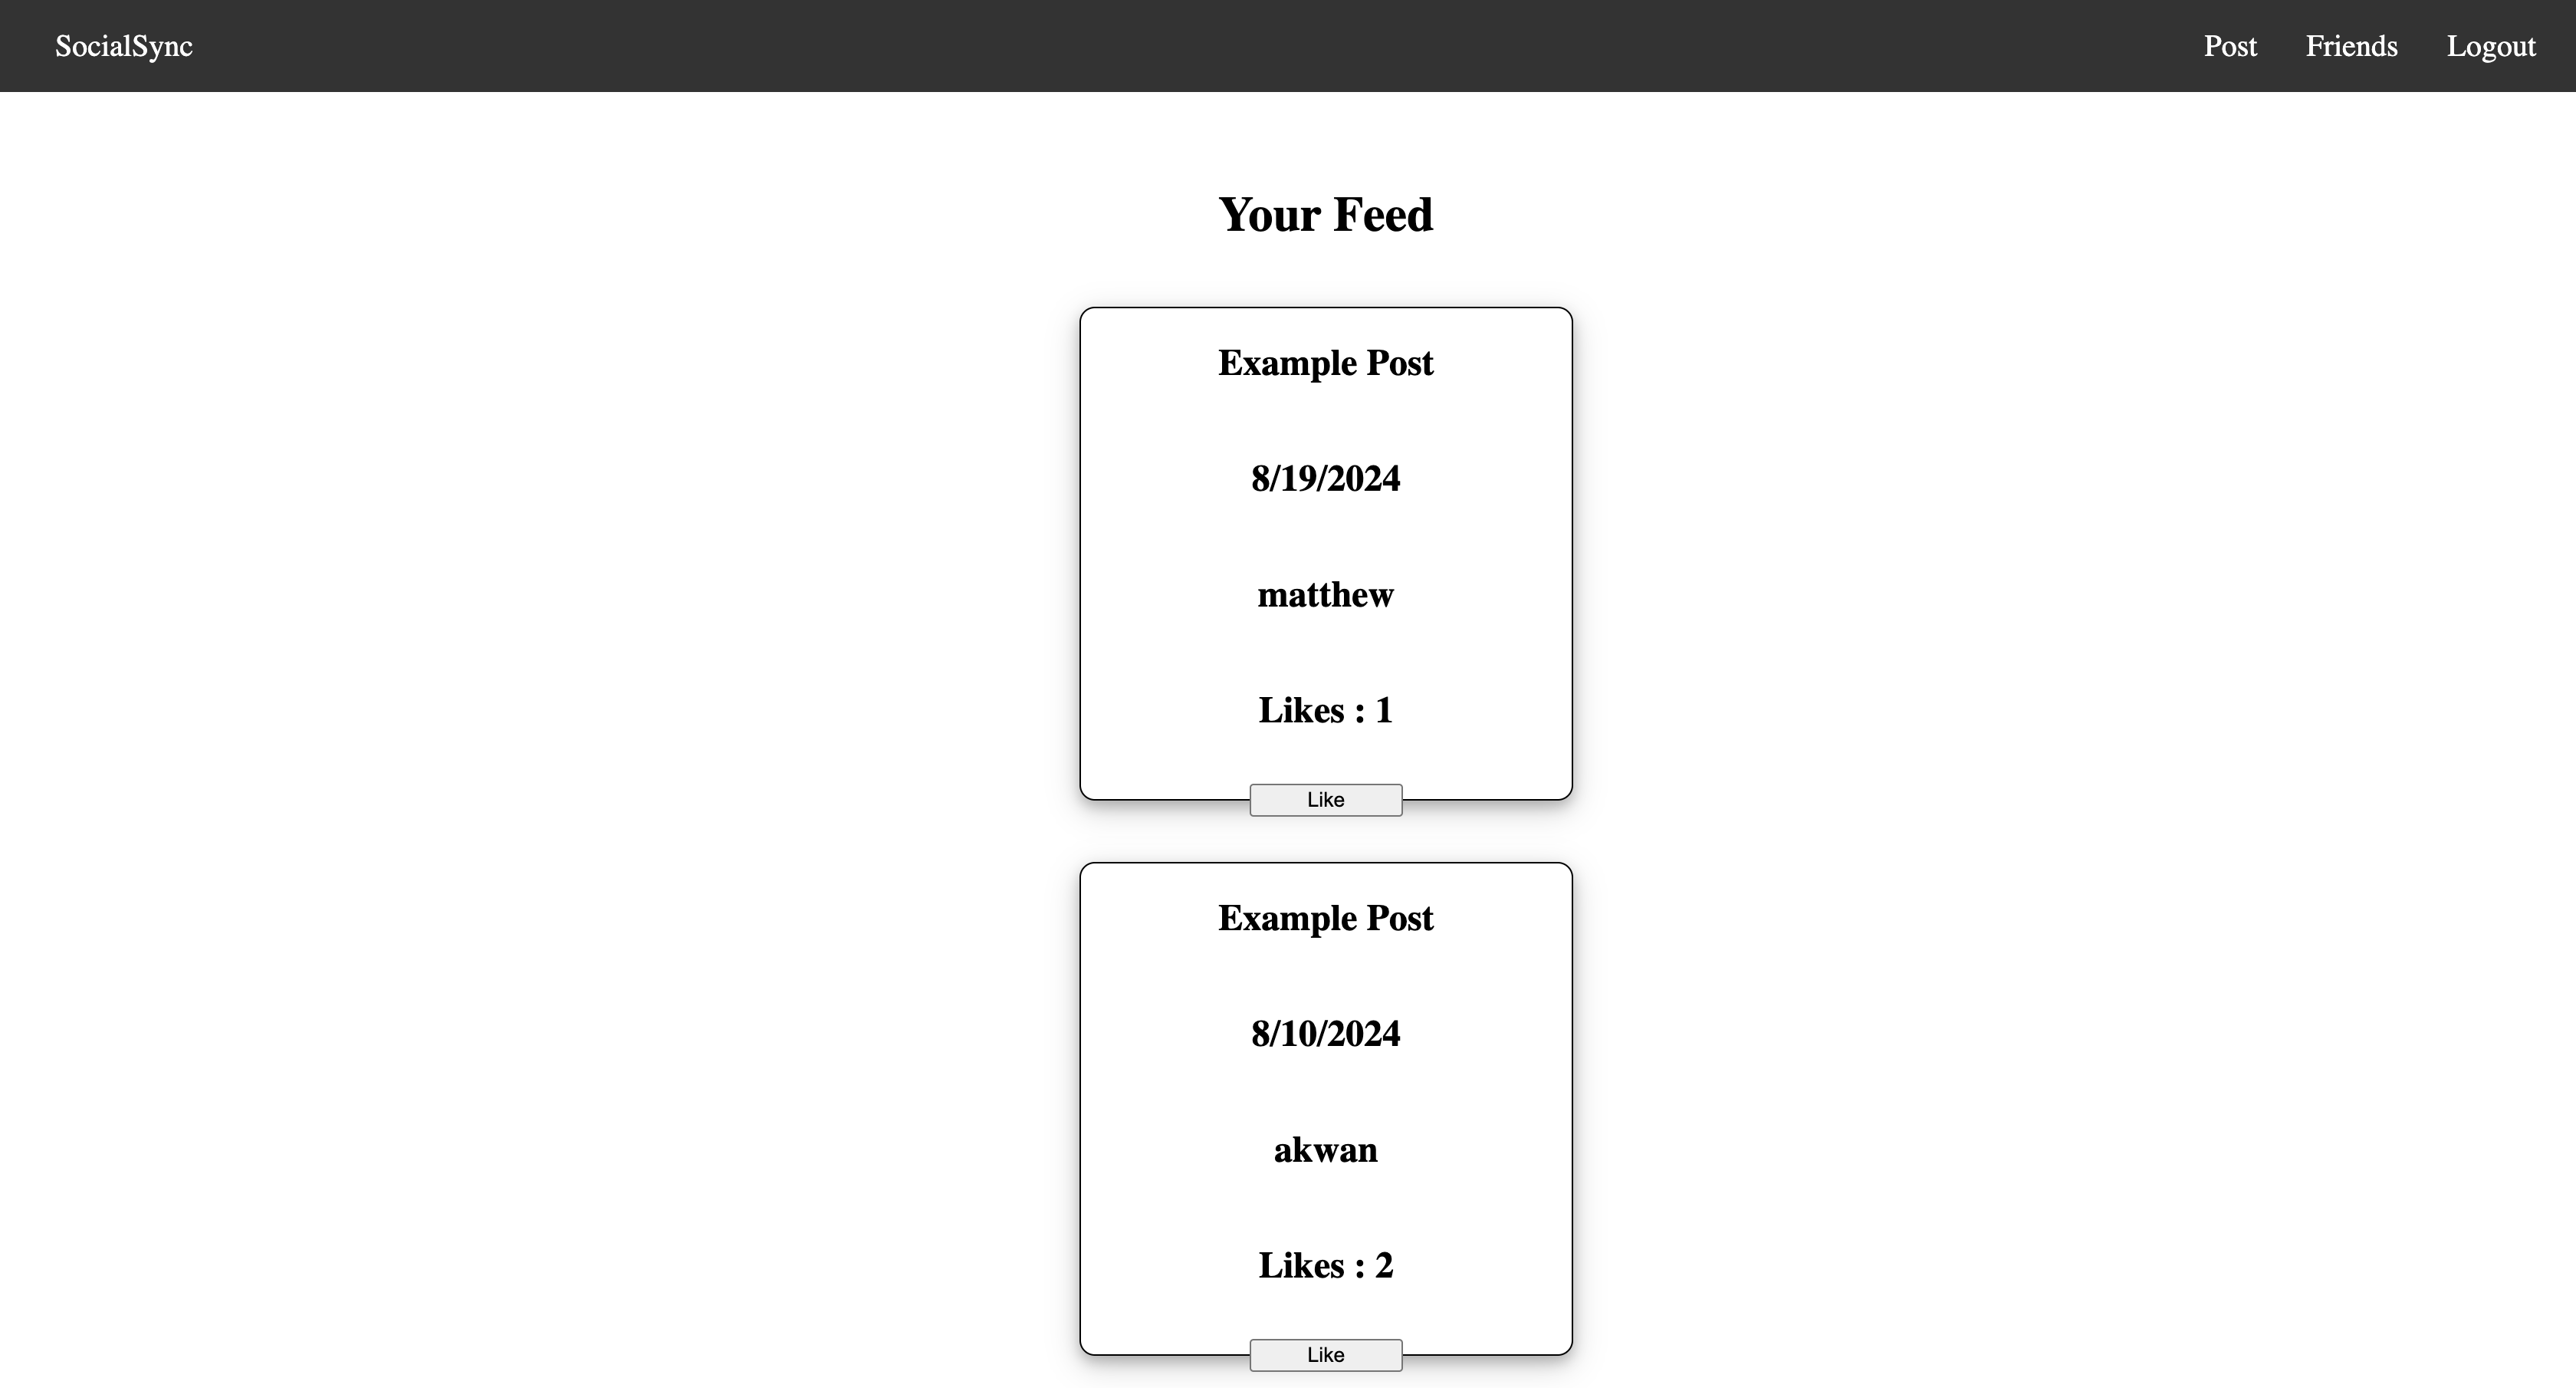 SocialSync
Post
Friends
Logout
Your Feed
Example Post
8/19/2024
matthew
Likes : 1
Like
Example Post
8/10/2024
akwan
Likes : 2
Like